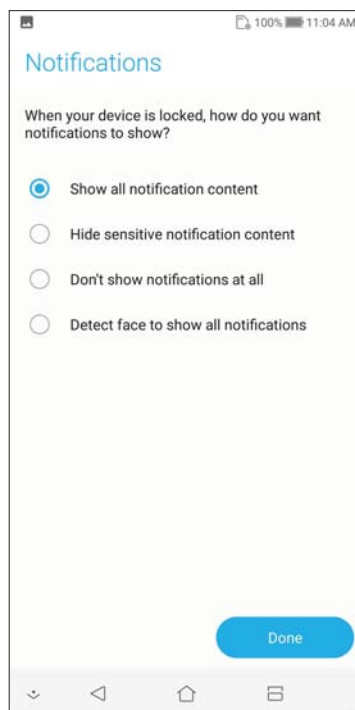 100% 11:04 AM
Notifications
When your device is locked, how do you want
notifications to show?
Show all notification content
Hide sensitive notification content
Don't show notifications at all
Detect face to show all notifications
Done